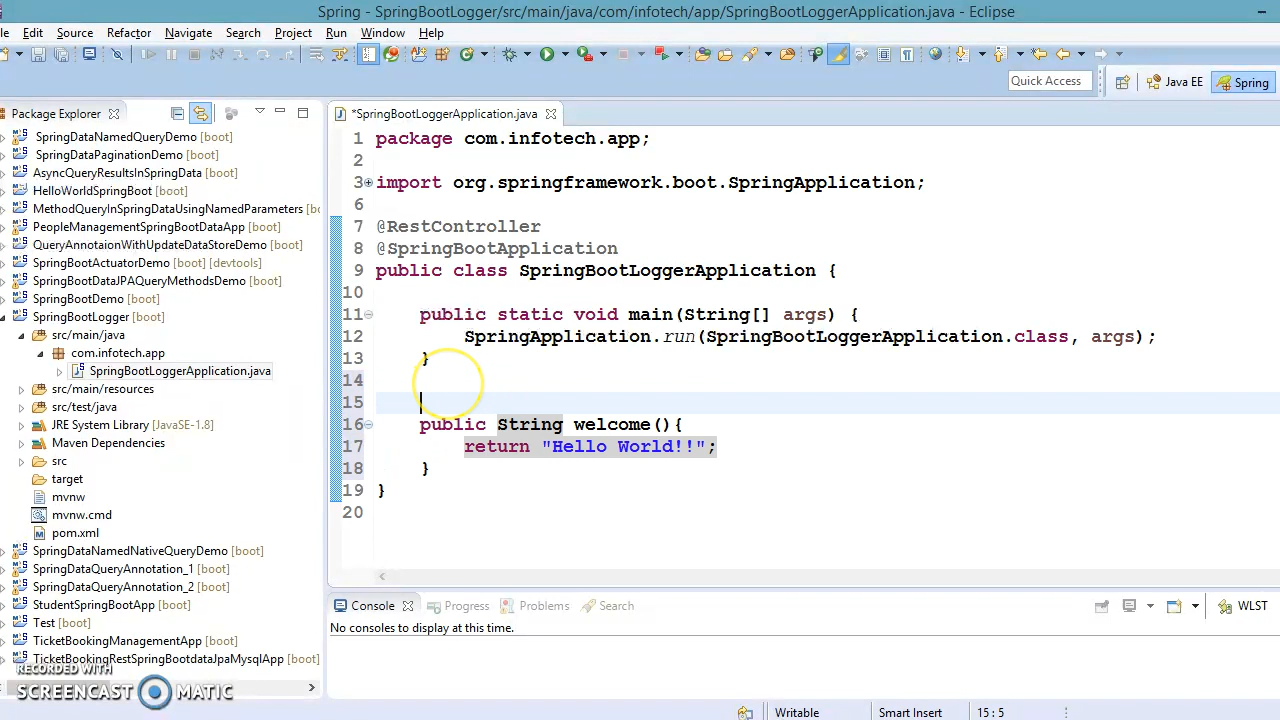 Spring - SpringBootLogger/src/main/java/com/infotech/app/SpringBootLoggerApplication.java - Eclipse
Edit Source Refactor Navigate Search Project Run Window Help
Quick Access Java EE Spring
Package Explorer
*SpringBootLoggerApplication.java
SpringDataNamedQueryDemo [boot]
SpringDataPaginationDemo [boot]
AsyncQueryResultsInSpringData [boot]
HelloWorldSpringBoot [boot]
MethodQueryInSpringDataUsingNamedParameters [bo
PeopleManagementSpringBootDataApp [boot]
QueryAnnotaionWithUpdateDataStoreDemo [boot]
SpringBootActuatorDemo [boot] [devtools]
SpringBootDataJPAQueryMethodsDemo [boot]
SpringBootDemo [boot]
SpringBootLogger [boot]
src/main/java
com.infotech.app
SpringBootLoggerApplication.java
src/main/resources
src/test/java
JRE System Library [JavaSE-1.8]
Maven Dependencies
src
target
mvnw
mvnw.cmd
pom.xml
SpringDataNamedNativeQueryDemo [boot]
SpringDataQueryAnnotation_1 [boot]
SpringDataQueryAnnotation_2 [boot]
StudentSpringBootApp [boot]
Test [boot]
TicketBookingManagementApp [boot]
TicketBookingRestSpringBootdataJpaMysqlApp [boot]
RECORDED WITH
SCREENCAST MATIC
1 package com.infotech.app;
2
3 import org.springframework.boot.SpringApplication;
6
7 @RestController
8 @SpringBootApplication
9 public class SpringBootLoggerApplication {
10
11 public static void main(String[] args) {
12 SpringApplication.run(SpringBootLoggerApplication.class, args);
13 }
14
15
16 public String welcome(){
17 return "Hello World!!";
18 }
19 }
20
Console Progress Problems Search WLST
No consoles to display at this time.
Writable Smart Insert 15 : 5